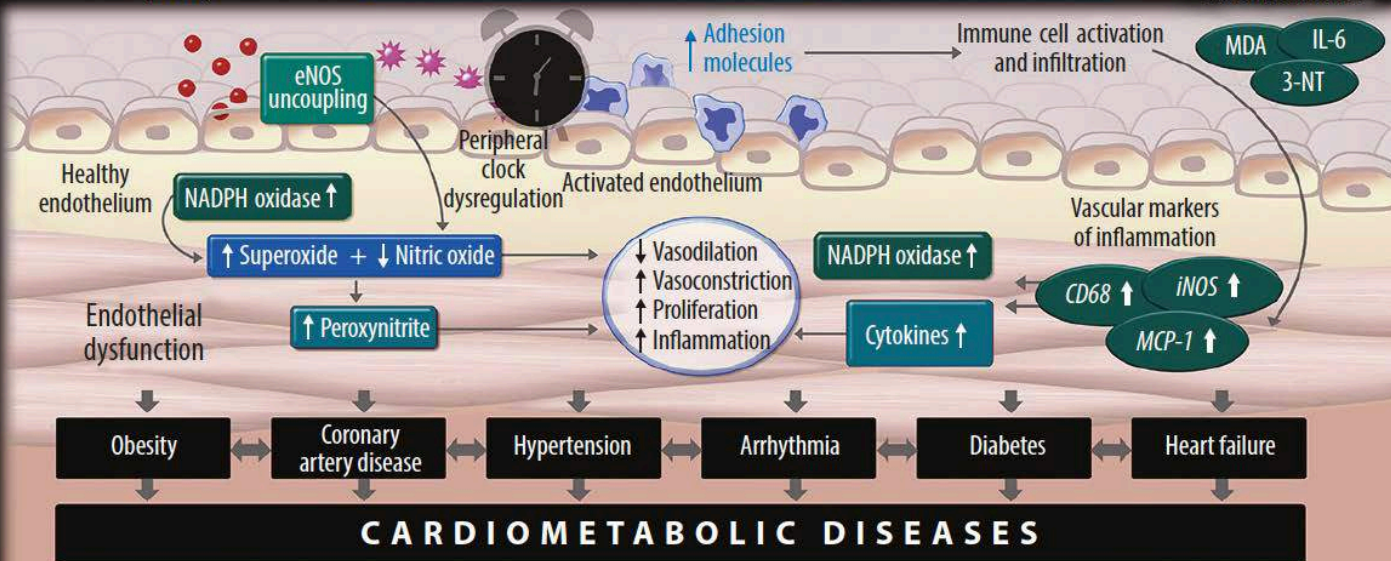 ↑ Adhesion
molecules
Immune cell activation
and infiltration
MDA
IL-6
3-NT
eNOS
uncoupling
Peripheral
clock
dysregulation
Activated endothelium
Healthy
endothelium
NADPH oxidase ↑
Vascular markers
of inflammation
↑ Superoxide + ↓ Nitric oxide
↓ Vasodilation
↑ Vasoconstriction
↑ Proliferation
↑ Inflammation
NADPH oxidase ↑
CD68 ↑
iNOS ↑
MCP-1 ↑
Endothelial
dysfunction
↑ Peroxynitrite
Cytokines ↑
Obesity
Coronary
artery disease
Hypertension
Arrhythmia
Diabetes
Heart failure
CARDIOMETABOLIC DISEASES